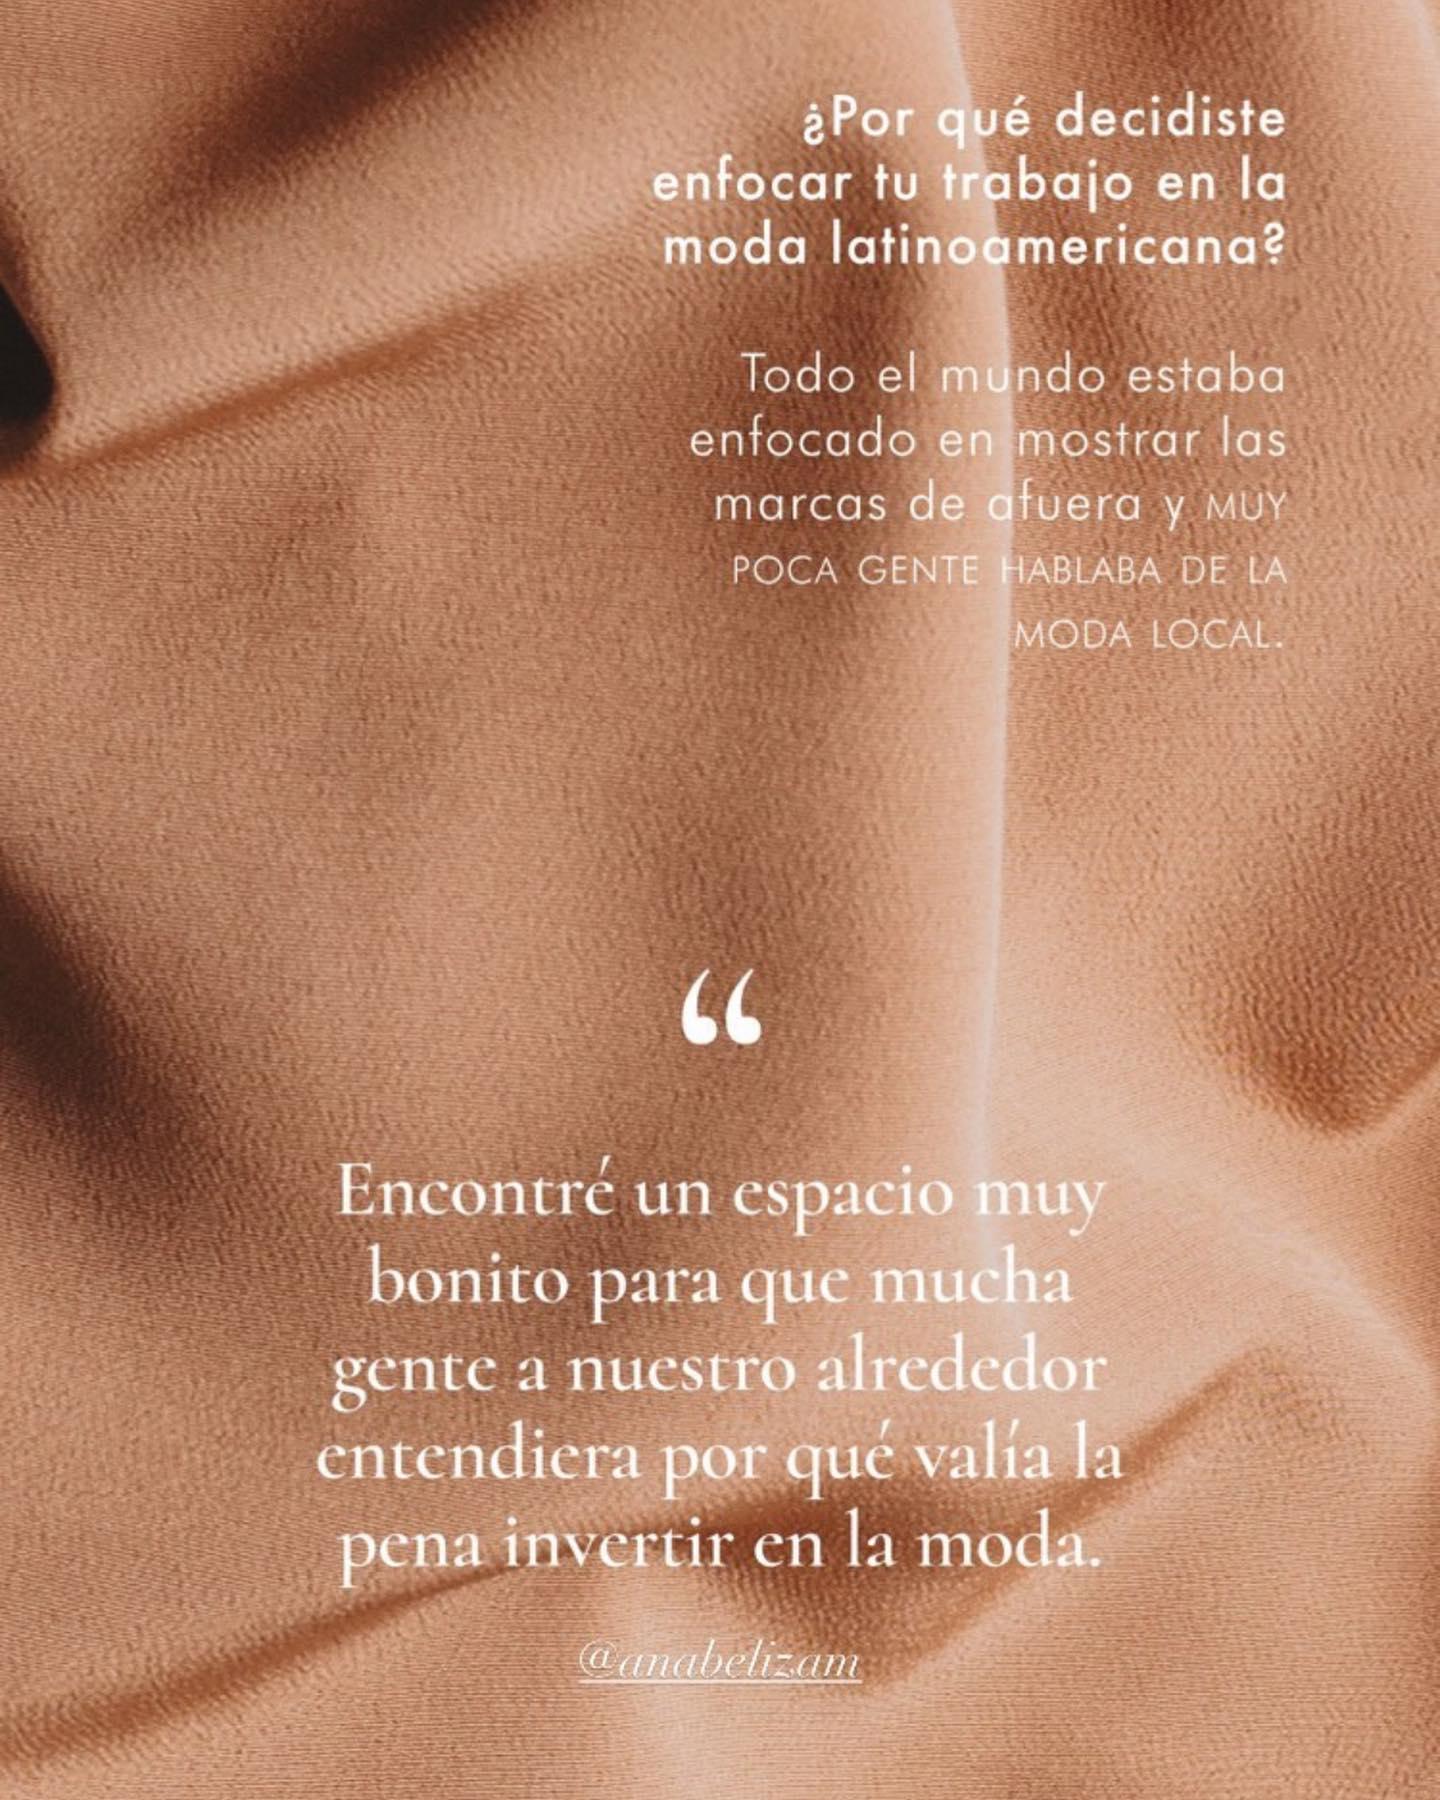 ¿Por qué decidiste
enfocar tu trabajo en la
moda latinoamericana?
Todo el mundo estaba
enfocado en mostrar las
marcas de afuera y MUY
POCA GENTE HABLABA DE LA
MODA LOCAL.
“
Encontré un espacio muy
bonito para que mucha
gente a nuestro alrededor
entendiera por qué valía la
pena invertir en la moda.
@anabelizam